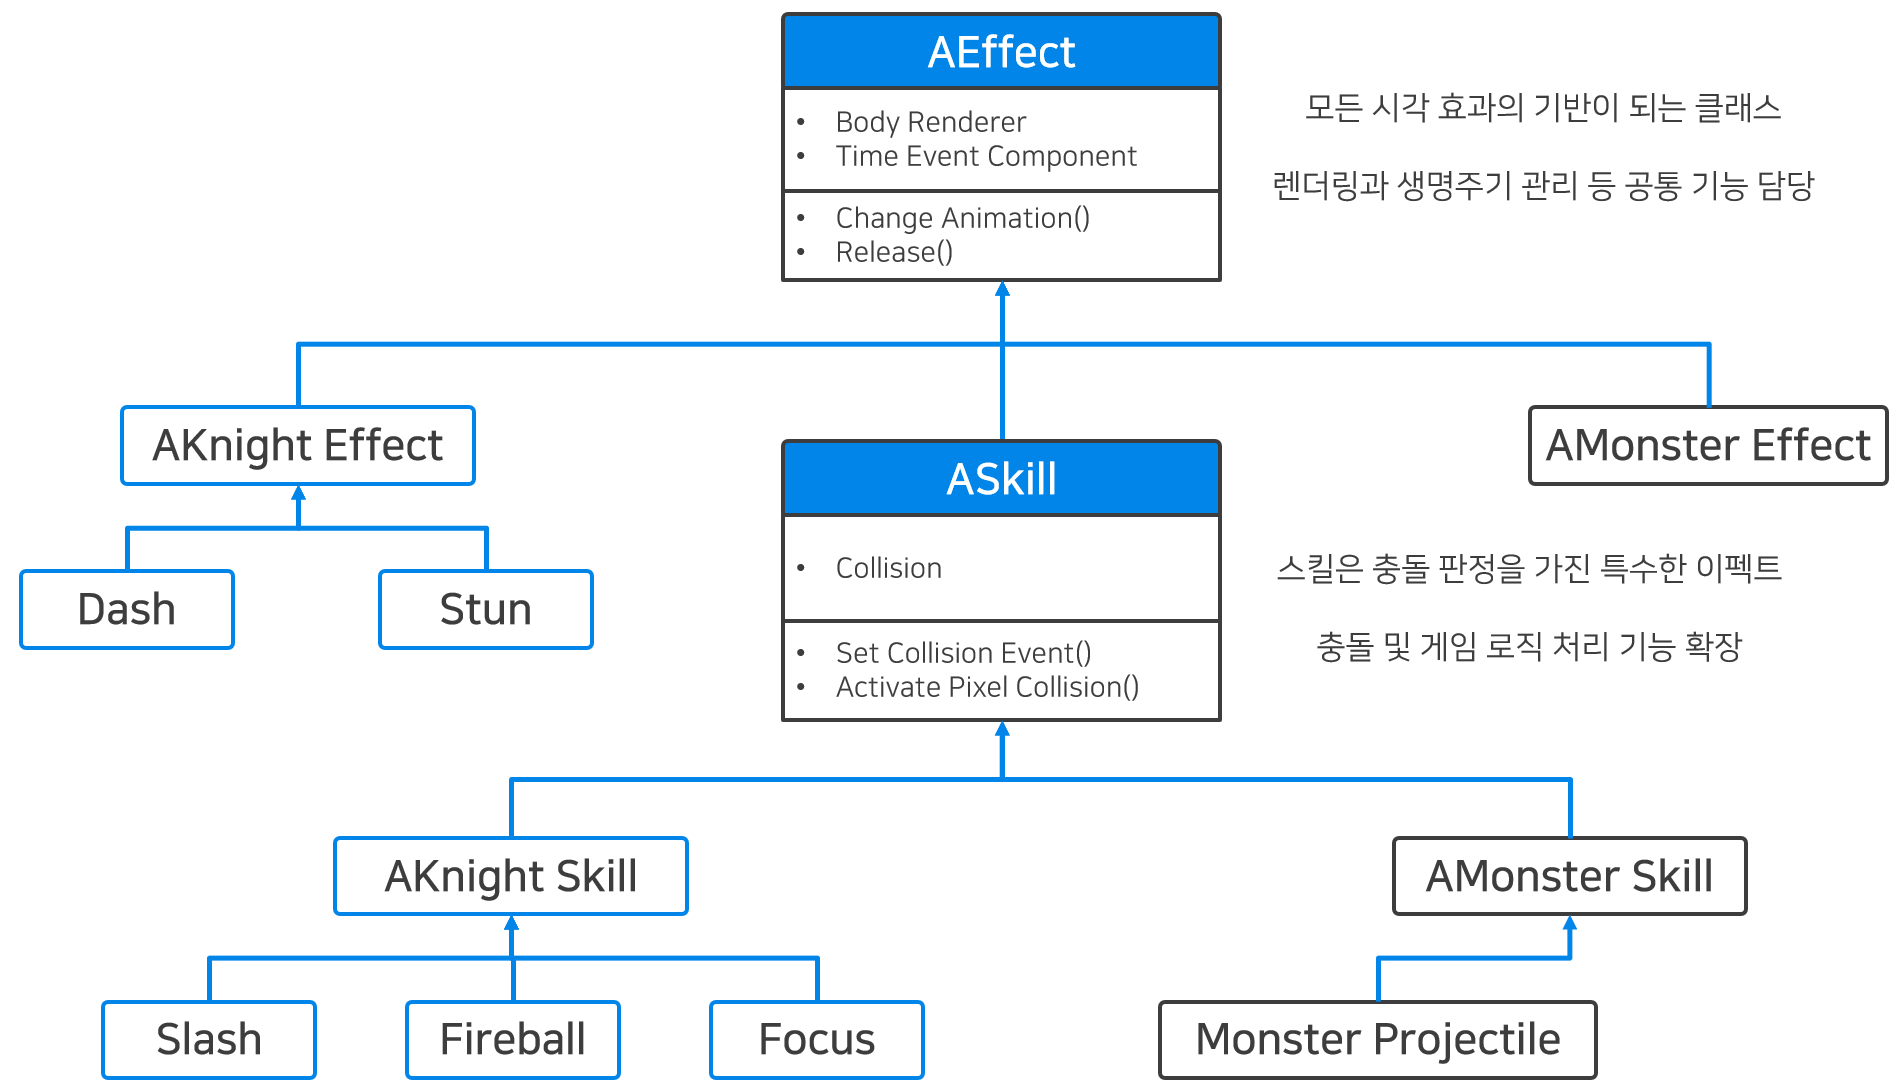 AEffect
• Body Renderer
• Time Event Component
• Change Animation()
• Release()
모든 시각 효과의 기반이 되는 클래스
렌더링과 생명주기 관리 등 공통 기능 담당
AKnight Effect
AMonster Effect
ASkill
• Collision
• Set Collision Event()
• Activate Pixel Collision()
스킬은 충돌 판정을 가진 특수한 이펙트
충돌 및 게임 로직 처리 기능 확장
Dash
Stun
AKnight Skill
AMonster Skill
Slash
Fireball
Focus
Monster Projectile